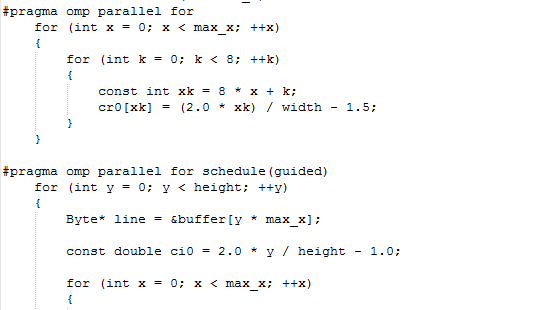 #pragma omp parallel for
for (int x = 0; x < max_x; ++x)
{
for (int k = 0; k < 8; ++k)
{
const int xk = 8 * x + k;
cr0[xk] = (2.0 * xk) / width - 1.5;
}
}
#pragma omp parallel for schedule(guided)
for (int y = 0; y < height; ++y)
{
Byte* line = &buffer[y * max_x];
const double ci0 = 2.0 * y / height - 1.0;
for (int x = 0; x < max_x; ++x)
{